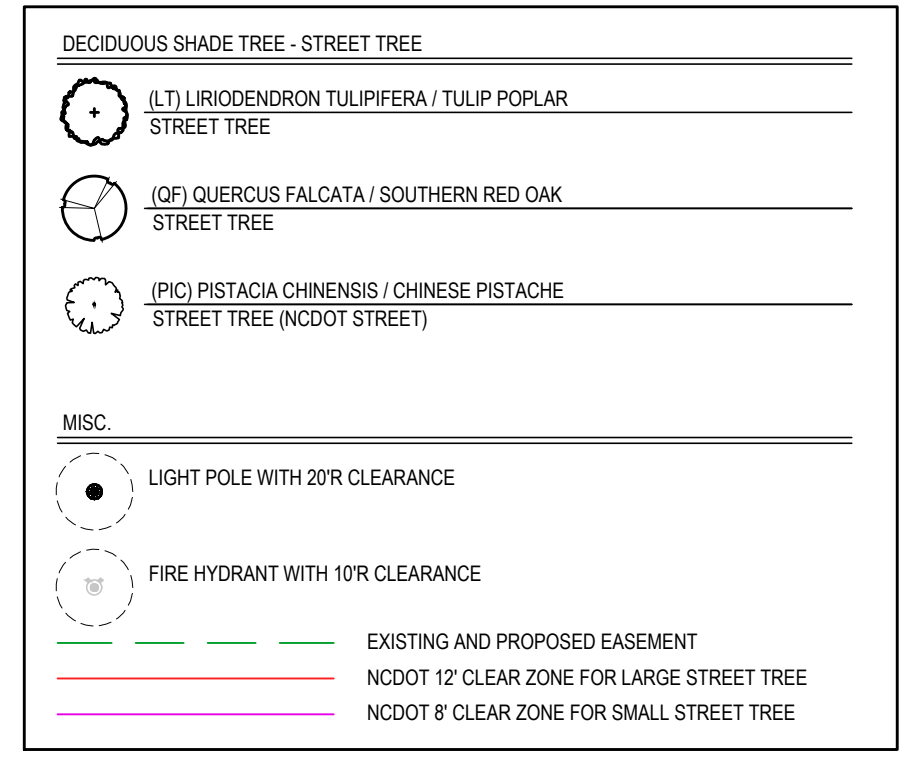 DECIDUOUS SHADE TREE - STREET TREE
(LT) LIRIODENDRON TULIPIFERA / TULIP POPLAR
STREET TREE
(QF) QUERCUS FALCATA / SOUTHERN RED OAK
STREET TREE
(PIC) PISTACIA CHINENSIS / CHINESE PISTACHE
STREET TREE (NCDOT STREET)
MISC.
LIGHT POLE WITH 20'R CLEARANCE
FIRE HYDRANT WITH 10'R CLEARANCE
EXISTING AND PROPOSED EASEMENT
NCDOT 12' CLEAR ZONE FOR LARGE STREET TREE
NCDOT 8' CLEAR ZONE FOR SMALL STREET TREE